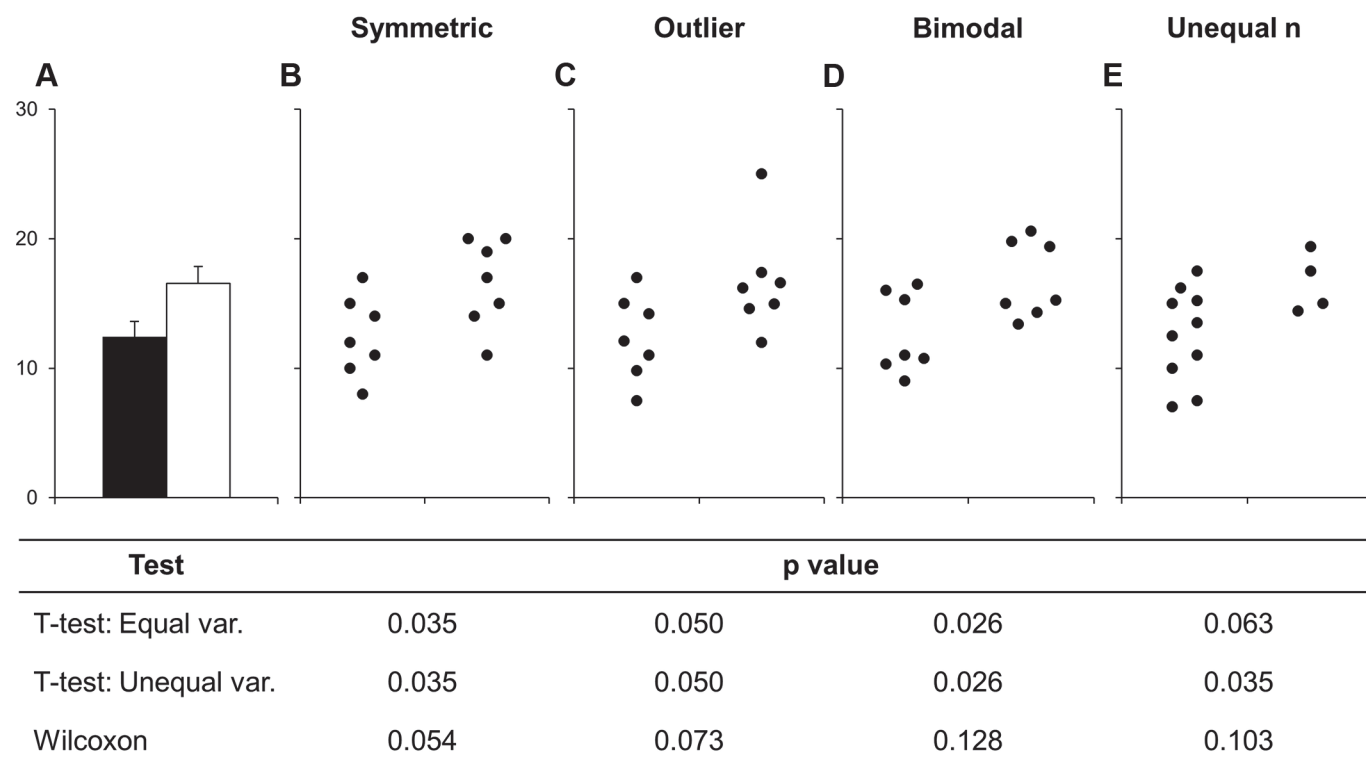 Symmetric Outlier Bimodal Unequal n
A B C D E
30
20
10
0
Test p value
T-test: Equal var. 0.035 0.050 0.026 0.063
T-test: Unequal var. 0.035 0.050 0.026 0.035
Wilcoxon 0.054 0.073 0.128 0.103